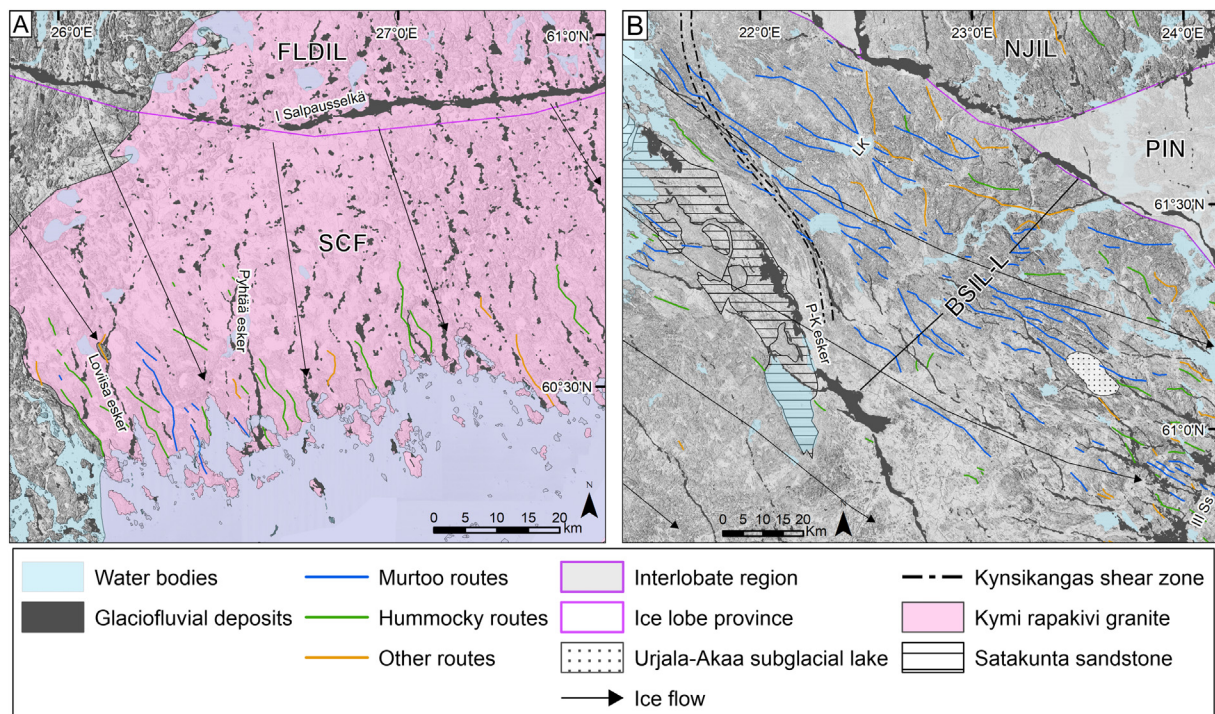 A
26°0'E
27°0'E
61°0'N
FLDIL
I Salpausselkä
SCF
Pyhtää esker
Loviisa esker
60°30'N
N
0 5 10 15 20
Km
B
22°0'E
23°0'E
24°0'E
NJIL
PIN
LK
61°30'N
BSIL-L
P-K esker
61°0'N
III Ss
0 5 10 15 20
Km
Water bodies
Glaciofluvial deposits
Murtoo routes
Hummocky routes
Other routes
Interlobate region
Ice lobe province
Urjala-Akaa subglacial lake
Ice flow
Kynsikangas shear zone
Kymi rapakivi granite
Satakunta sandstone